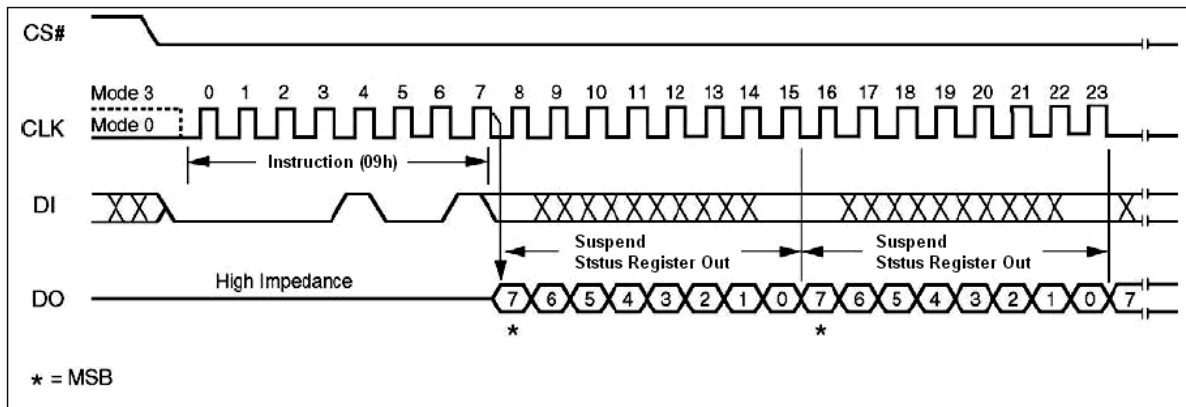 CS#
Mode 3
0 1 2 3 4 5 6 7 8 9 10 11 12 13 14 15 16 17 18 19 20 21 22 23
CLK
Mode 0
Instruction (09h)
DI
Suspend
Ststus Register Out
Suspend
Ststus Register Out
High Impedance
DO
7 6 5 4 3 2 1 0 7 6 5 4 3 2 1 0 7
* *
* = MSB